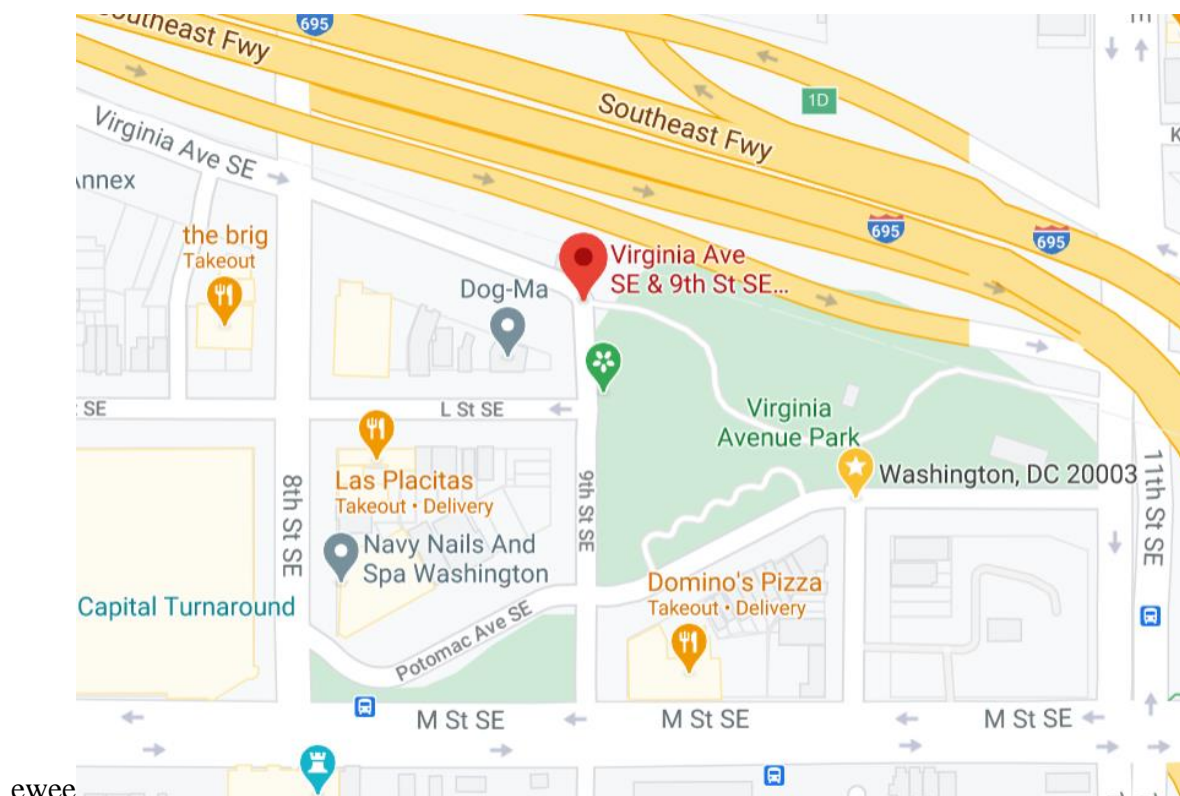 outheast Fwy
695
1D
Southeast Fwy
Virginia Ave SE
nnex
the brig
Takeout
Virginia Ave
SE & 9th St SE...
695
695
Dog-Ma
SE
L St SE
Virginia
Avenue Park
Las Placitas
Takeout • Delivery
Washington, DC 20003
8th St SE
9th St SE
11th St SE
Navy Nails And
Spa Washington
Capital Turnaround
Domino's Pizza
Takeout • Delivery
Potomac Ave SE
M St SE
M St SE
M St SE
ewee